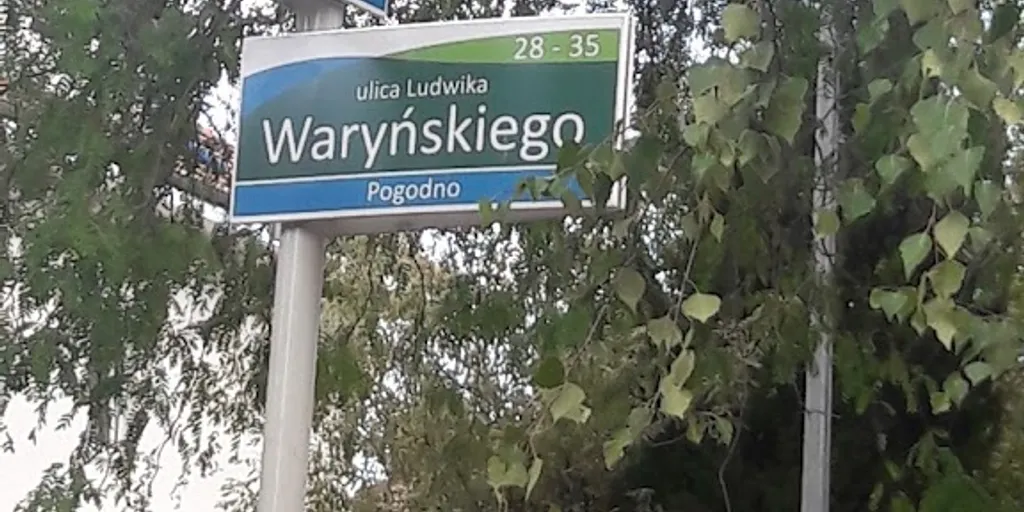 28 - 35
ulica Ludwika
Waryńskiego
Pogodno